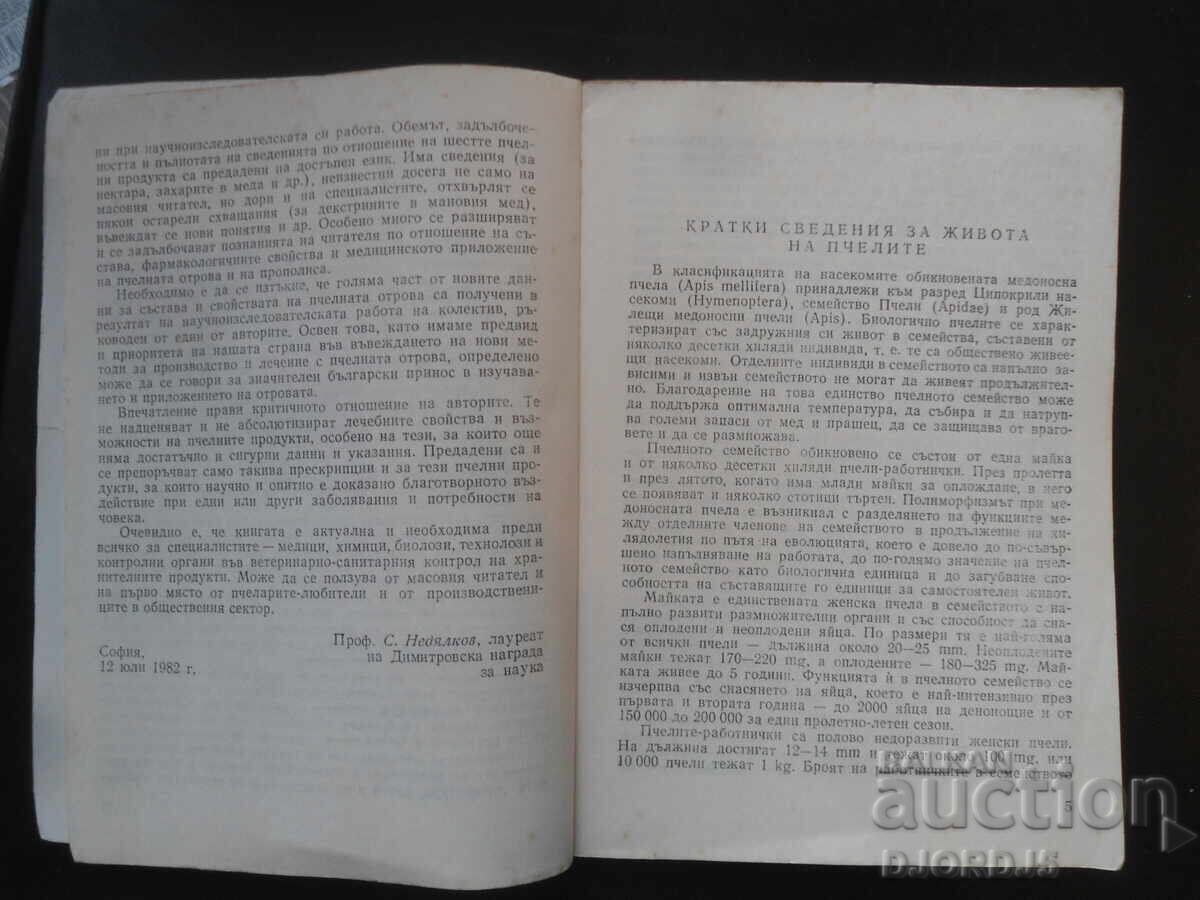 ни при научноизследователската си работа. Обемът, задълбоче-
ността и пълнотата на сведенията по отношение на шестте пчел-
ни продукта са предадени на достъпен език. Има сведения (за
нектара, захарите в меда и др.), неизвестни досега не само на
масовия читател, но дори и на специалистите, отхвърлят се
някои остарели схващания (за декстрините в мановия мед),
въвеждат се нови понятия и др. Особено много се разширяват
и се задълбочават познанията на читателя по отношение на със-
тава, фармакологичните свойства и медицинското приложение
на пчелната отрова и на прополиса.
Необходимо е да се изтъкне, че голяма част от новите дан-
ни за състава и свойствата на пчелната отрова са получени в
резултат на научноизследователската работа на колектив, ръ-
ководен от един от авторите. Освен това, като имаме предвид
и приоритета на нашата страна във въвеждането на нови ме-
тоди за производство и лечение с пчелната отрова, определено
може да се говори за значителен български принос в изучава-
нето и приложението на отровата.
Впечатление прави критичното отношение на авторите. Те
не надценяват и не абсолютизират лечебните свойства и въз-
можности на пчелните продукти, особено на тези, за които още
няма достатъчно и сигурни данни и указания. Предадени са и
се препоръчват само такива прескрипции и за тези пчелни про-
дукти, за които научно и опитно е доказано благотворното въз-
действие при едни или други заболявания и потребности на
човека.
Очевидно е, че книгата е актуална и необходима преди
всичко за специалистите — медици, химици, биолози, технолози и
контролни органи във ветеринарно-санитарния контрол на хра-
нителните продукти. Може да се ползува от масовия читател и
на първо място от пчеларите-любители и от производствени-
ците в обществения сектор.
Проф. С. Недялков, лауреат
на Димитровска награда
за наука
София,
12 юли 1982 г.
КРАТКИ СВЕДЕНИЯ ЗА ЖИВОТА
НА ПЧЕЛИТЕ
В класификацията на насекомите обикновената медоносна
пчела (Apis mellifera) принадлежи към разред Ципокрили на-
секоми (Hymenoptera), семейство Пчели (Apidae) и род Жи-
лещи медоносни пчели (Apis). Биологично пчелите се харак-
теризират със задружния си живот в семейства, съставени от
няколко десетки хиляди индивида, т. е. те са обществено живее-
щи насекоми. Отделните индивиди в семейството са напълно за-
висими и извън семейството не могат да живеят продължител-
но. Благодарение на това единство пчелното семейство може
да поддържа оптимална температура, да събира и да натруп-
ва големи запаси от мед и прашец, да се защищава от враго-
вете и да се размножава.
Пчелното семейство обикновено се състои от една майка
и от няколко десетки хиляди пчели-работнички. През пролетта
и през лятото, когато има млади майки за оплождане, в него
се появяват и няколко стотици търтеи. Полиморфизмът при ме-
доносната пчела е възникнал с разделянето на функциите меж-
ду отделните членове на семейството в продължение на хи-
лядолетия по пътя на еволюцията, което е довело до по-съвър-
шено изпълняване на работата, до по-голямо значение на пчел-
ното семейство като биологична единица и до загубване спо-
собността на съставящите го единици за самостоятелен живот.
Майката е единствената женска пчела в семейството с на-
пълно развити размножителни органи и със способност да сна-
ся оплодени и неоплодени яйца. По размери тя е най-голяма
от всички пчели — дължина около 20—25 mm. Неоплодените
майки тежат 170—220 mg, а оплодените — 180—325 mg. Май-
ката живее до 5 години. Функцията ѝ в пчелното семейство се
изчерпва със снасянето на яйца, което е най-интензивно през
първата и втората година — до 2000 яйца на денонощие и от
150 000 до 200 000 за един пролетно-летен сезон.
Пчелите-работнички са полово недоразвити женски пчели.
На дължина достигат 12—14 mm и тежат около 100 mg, или
10 000 пчели тежат 1 kg. Броят на работничките в семейството
5
BALKAN
auction
DJORDJ5